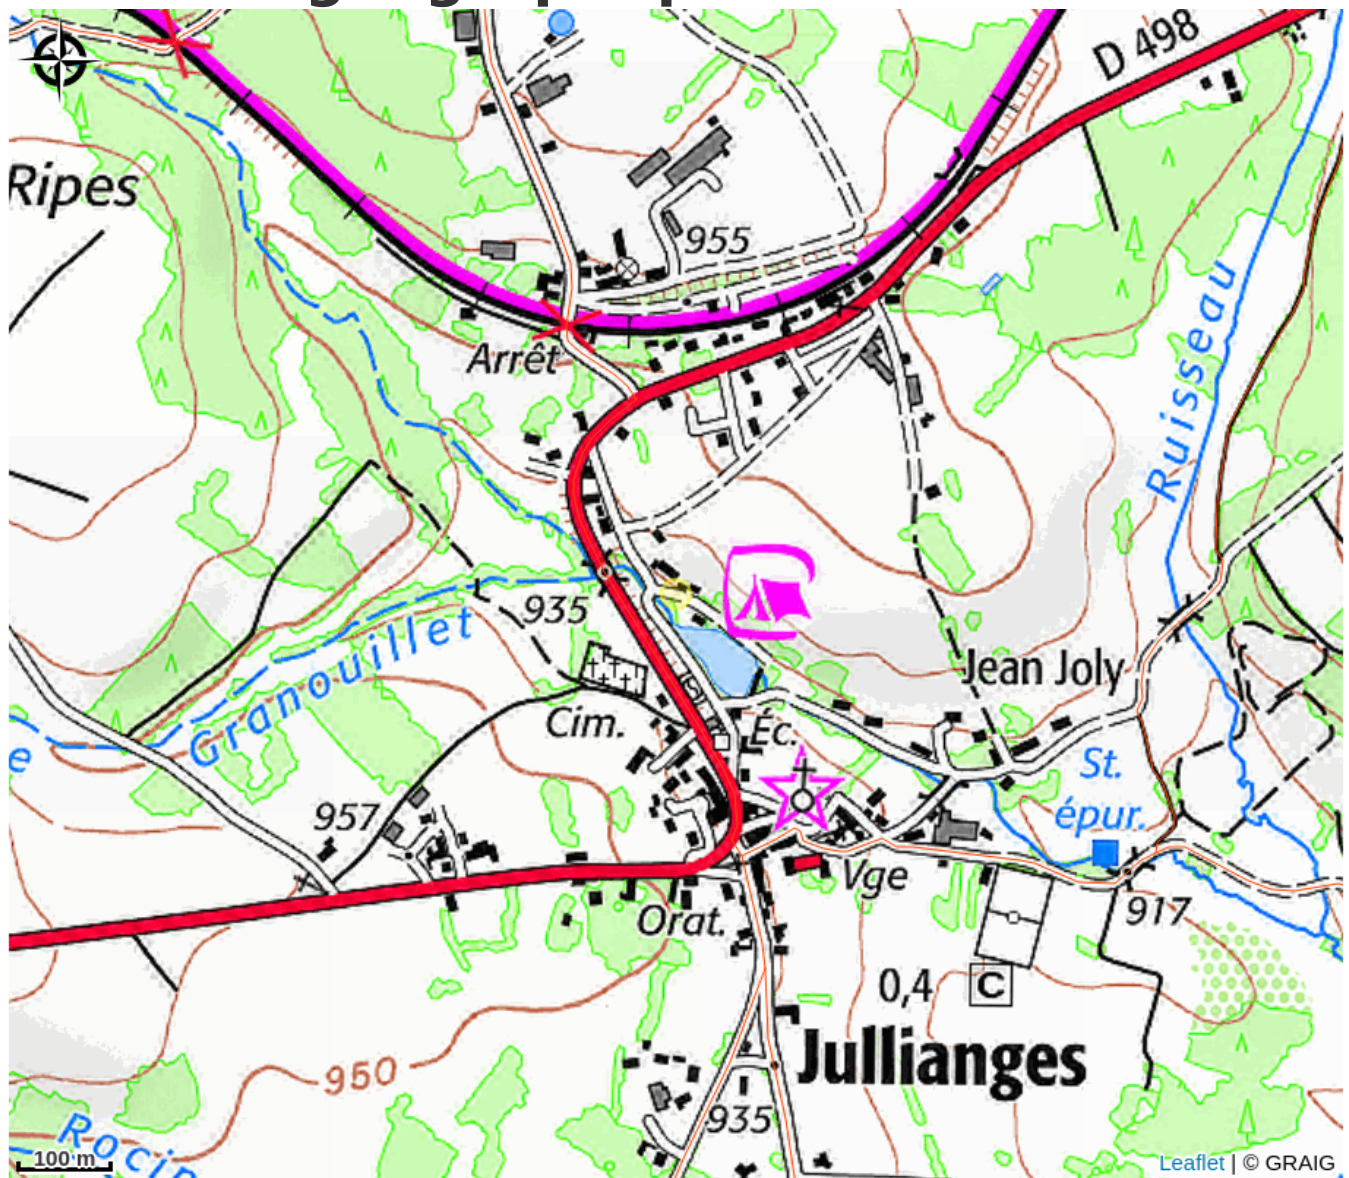 D 498
Ripes
955
Arrêt
Ruisseau
935
Granouillet
Jean Joly
Cim.
Éc.
St.
épur.
e
957
Vge
Orat.
917
0,4
C
Jullianges
950
935
Rocin
100 m
Leaflet | © GRAIG